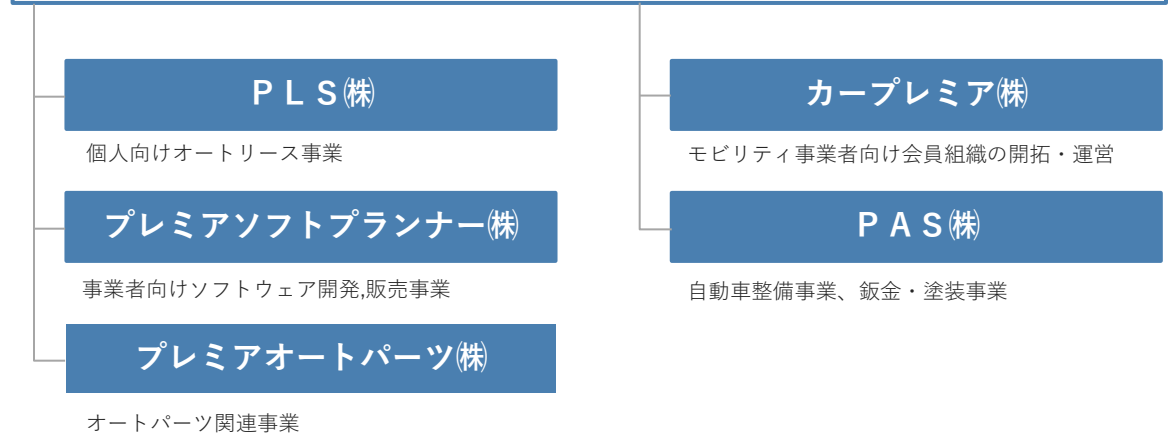 ＰＬＳ㈱
個人向けオートリース事業
プレミアソフトプランナー㈱
事業者向けソフトウェア開発,販売事業
プレミアオートパーツ㈱
オートパーツ関連事業
カープレミア㈱
モビリティ事業者向け会員組織の開拓・運営
ＰＡＳ㈱
自動車整備事業、鈑金・塗装事業